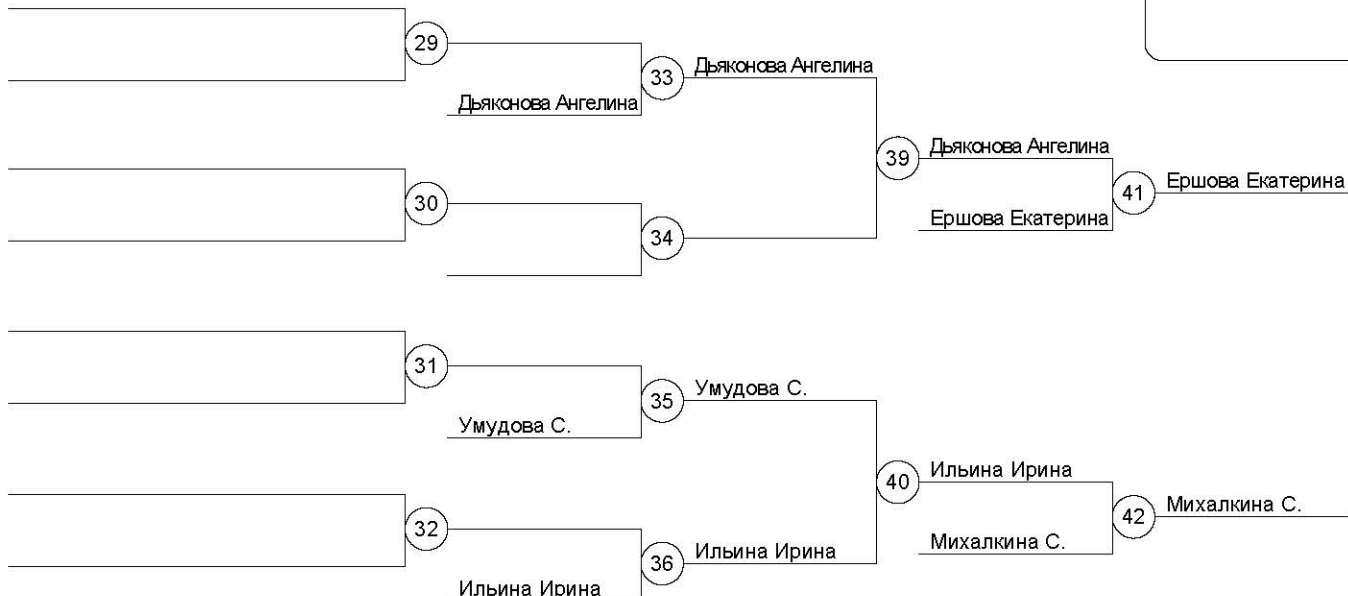 29
33
Дьяконова Ангелина
Дьяконова Ангелина
39
Дьяконова Ангелина
41
Ершова Екатерина
30
Ершова Екатерина
34
31
35
Умудова С.
Умудова С.
40
Ильина Ирина
42
Михалкина С.
32
Михалкина С.
36
Ильина Ирина
Ильина Ирина